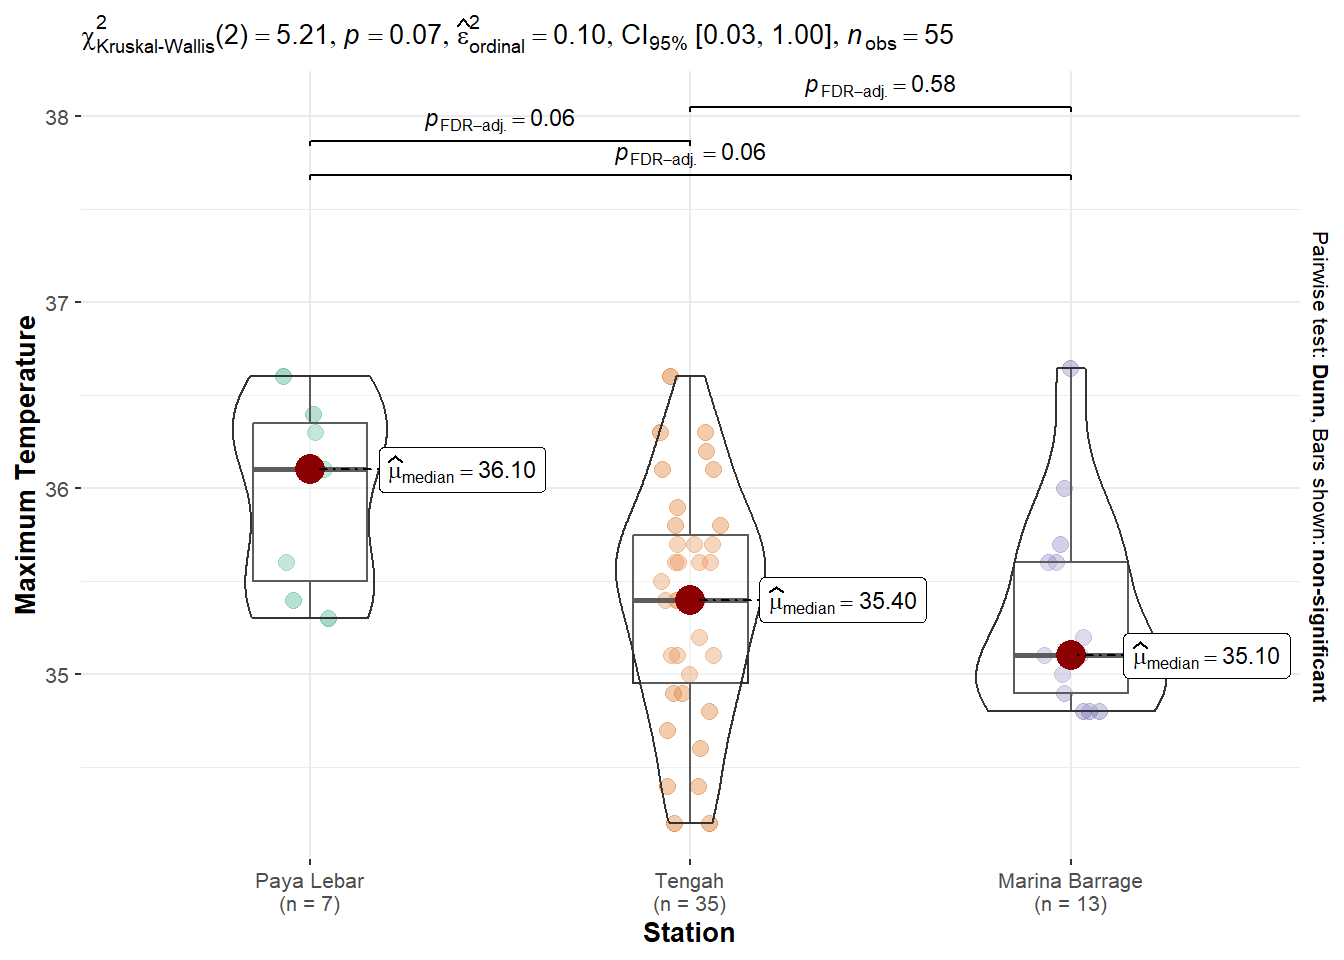 χ²Kruskal-Wallis(2) = 5.21, p = 0.07, ε̂²ordinal = 0.10, CI95% [0.03, 1.00], nobs = 55
pFDR–adj. = 0.58
pFDR–adj. = 0.06
pFDR–adj. = 0.06
38
37
36
35
Maximum Temperature
μ̂median = 36.10
μ̂median = 35.40
μ̂median = 35.10
Pairwise test: Dunn, Bars shown: non-significant
Paya Lebar
(n = 7)
Tengah
(n = 35)
Marina Barrage
(n = 13)
Station